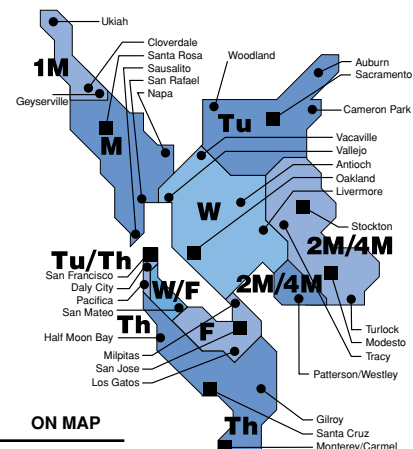 Ukiah
Cloverdale
Santa Rosa
Sausalito
San Rafael
Napa
Geyserville
1M
M
Woodland
Auburn
Sacramento
Cameron Park
Tu
Vacaville
Vallejo
Antioch
Oakland
Livermore
W
Stockton
2M/4M
2M/4M
Tu/Th
San Francisco
Daly City
Pacifica
San Mateo
W/F
Th
F
Half Moon Bay
Milpitas
San Jose
Los Gatos
Turlock
Modesto
Tracy
Patterson/Westley
Th
Gilroy
Santa Cruz
Monterey/Carmel
ON MAP